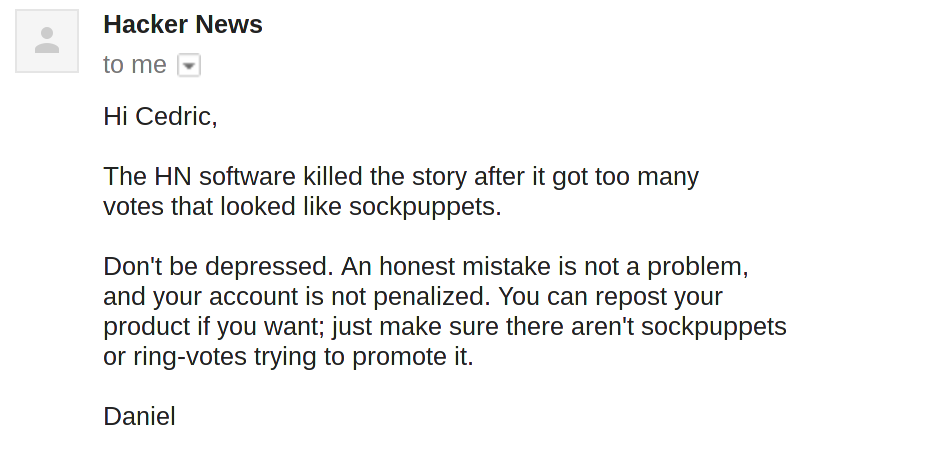 Hacker News
to me
Hi Cedric,
The HN software killed the story after it got too many
votes that looked like sockpuppets.
Don't be depressed. An honest mistake is not a problem,
and your account is not penalized. You can repost your
product if you want; just make sure there aren't sockpuppets
or ring-votes trying to promote it.
Daniel